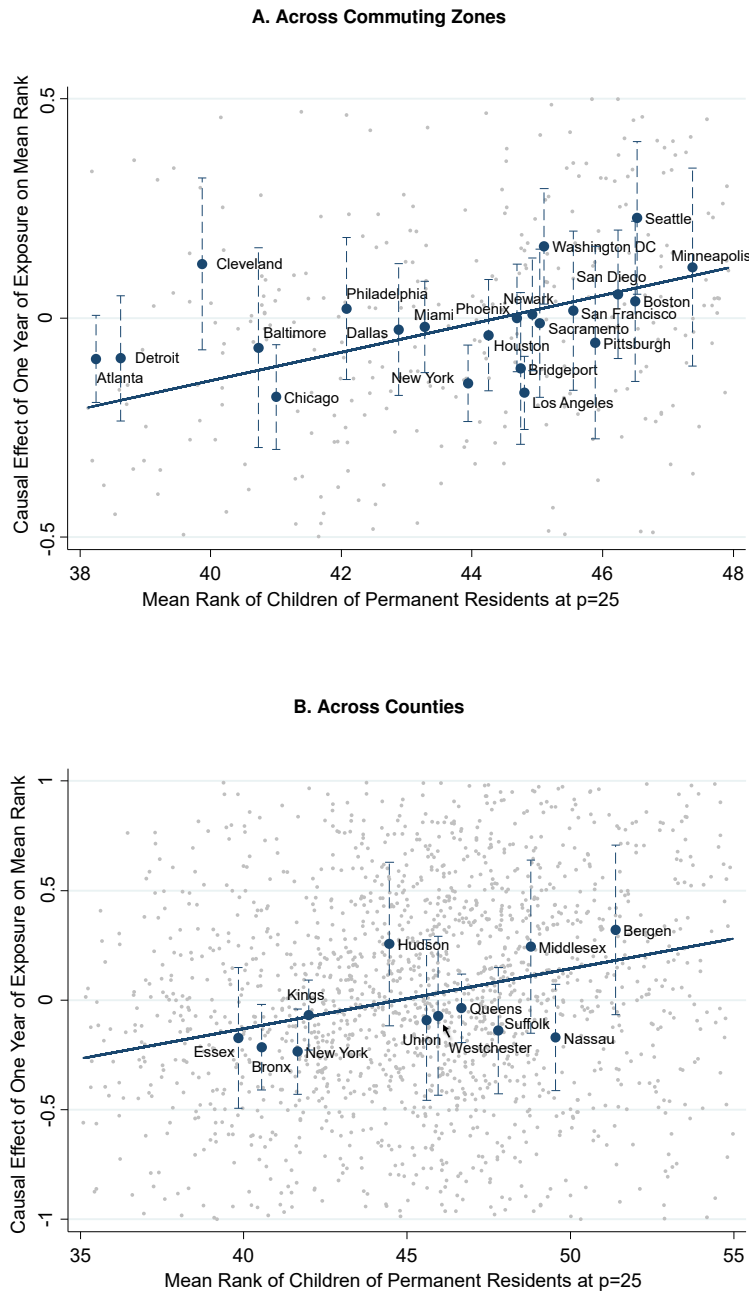 A. Across Commuting Zones
Causal Effect of One Year of Exposure on Mean Rank
0.5
0
-0.5
Seattle
Washington DC
Minneapolis
Cleveland
San Diego
Philadelphia
Boston
Newark
Phoenix
Miami
San Francisco
Baltimore
Dallas
Sacramento
Pittsburgh
Houston
Detroit
Atlanta
New York
Bridgeport
Chicago
Los Angeles
38 40 42 44 46 48
Mean Rank of Children of Permanent Residents at p=25
B. Across Counties
Causal Effect of One Year of Exposure on Mean Rank
1
0.5
0
-0.5
-1
Bergen
Hudson
Middlesex
Kings
Queens
Suffolk
Union
Nassau
Westchester
Essex
New York
Bronx
35 40 45 50 55
Mean Rank of Children of Permanent Residents at p=25